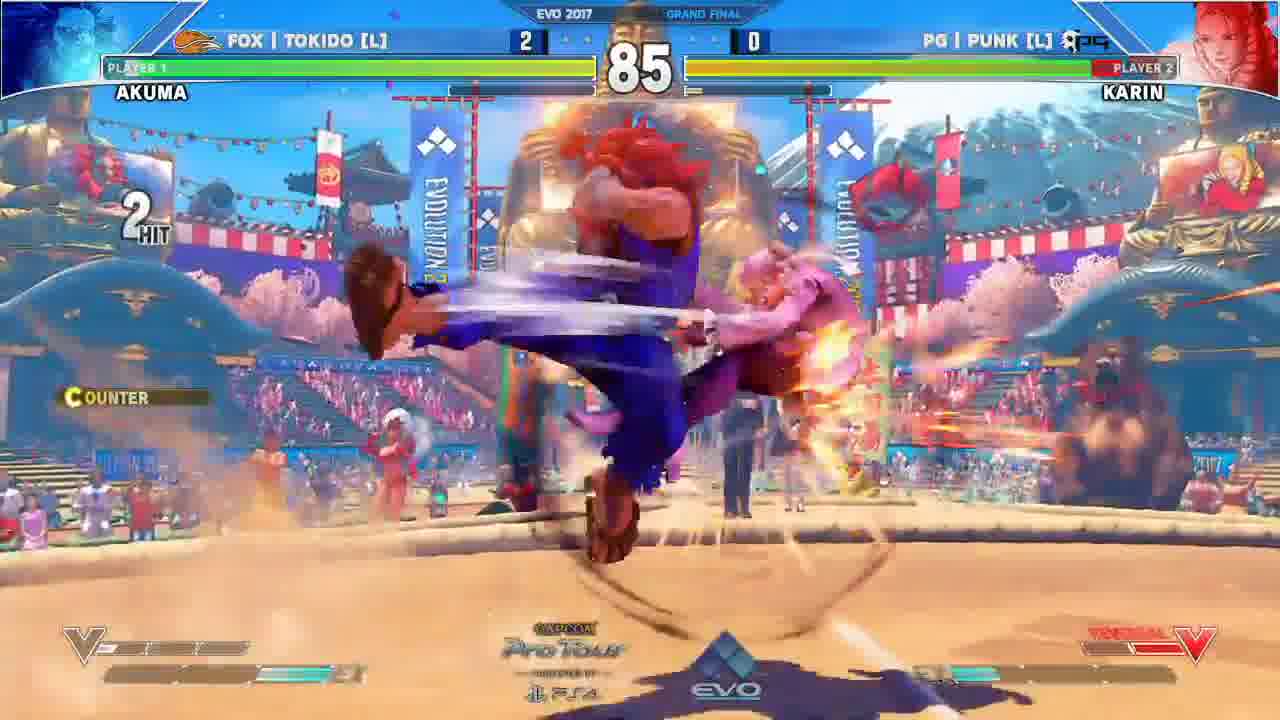 EVO 2017
GRAND FINAL
FOX | TOKIDO [L]
2
85
0
PG | PUNK [L]
PLAYER 1
PLAYER 2
AKUMA
KARIN
2
HIT
COUNTER
CAPCOM
Pro Tour
PS4
EVO